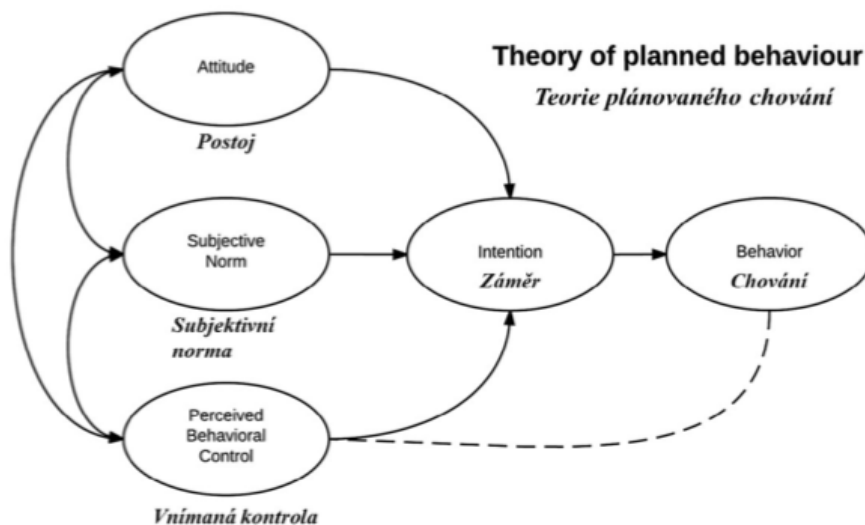 Theory of planned behaviour
Teorie plánovaného chování
Attitude
Postoj
Subjective
Norm
Subjektivní
norma
Perceived
Behavioral
Control
Vnímaná kontrola
Intention
Záměr
Behavior
Chování